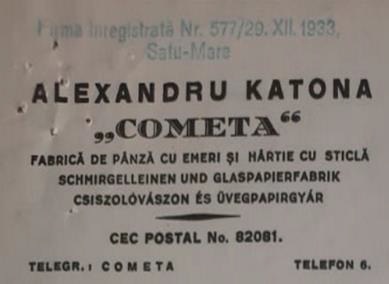 Firma înregistrată Nr. 577/29. XII. 1933,
Satu-Mare
ALEXANDRU KATONA
„COMETA“
FABRICĂ DE PÂNZĂ CU EMERI ŞI HÂRTIE CU STICLĂ
SCHMIRGELLEINEN UND GLASPAPIERFABRIK
CSISZOLÓVÁSZON ÉS ÜVEGPAPIRGYÁR
CEC POSTAL No. 82081.
TELEGR.: COMETA TELEFON 6.